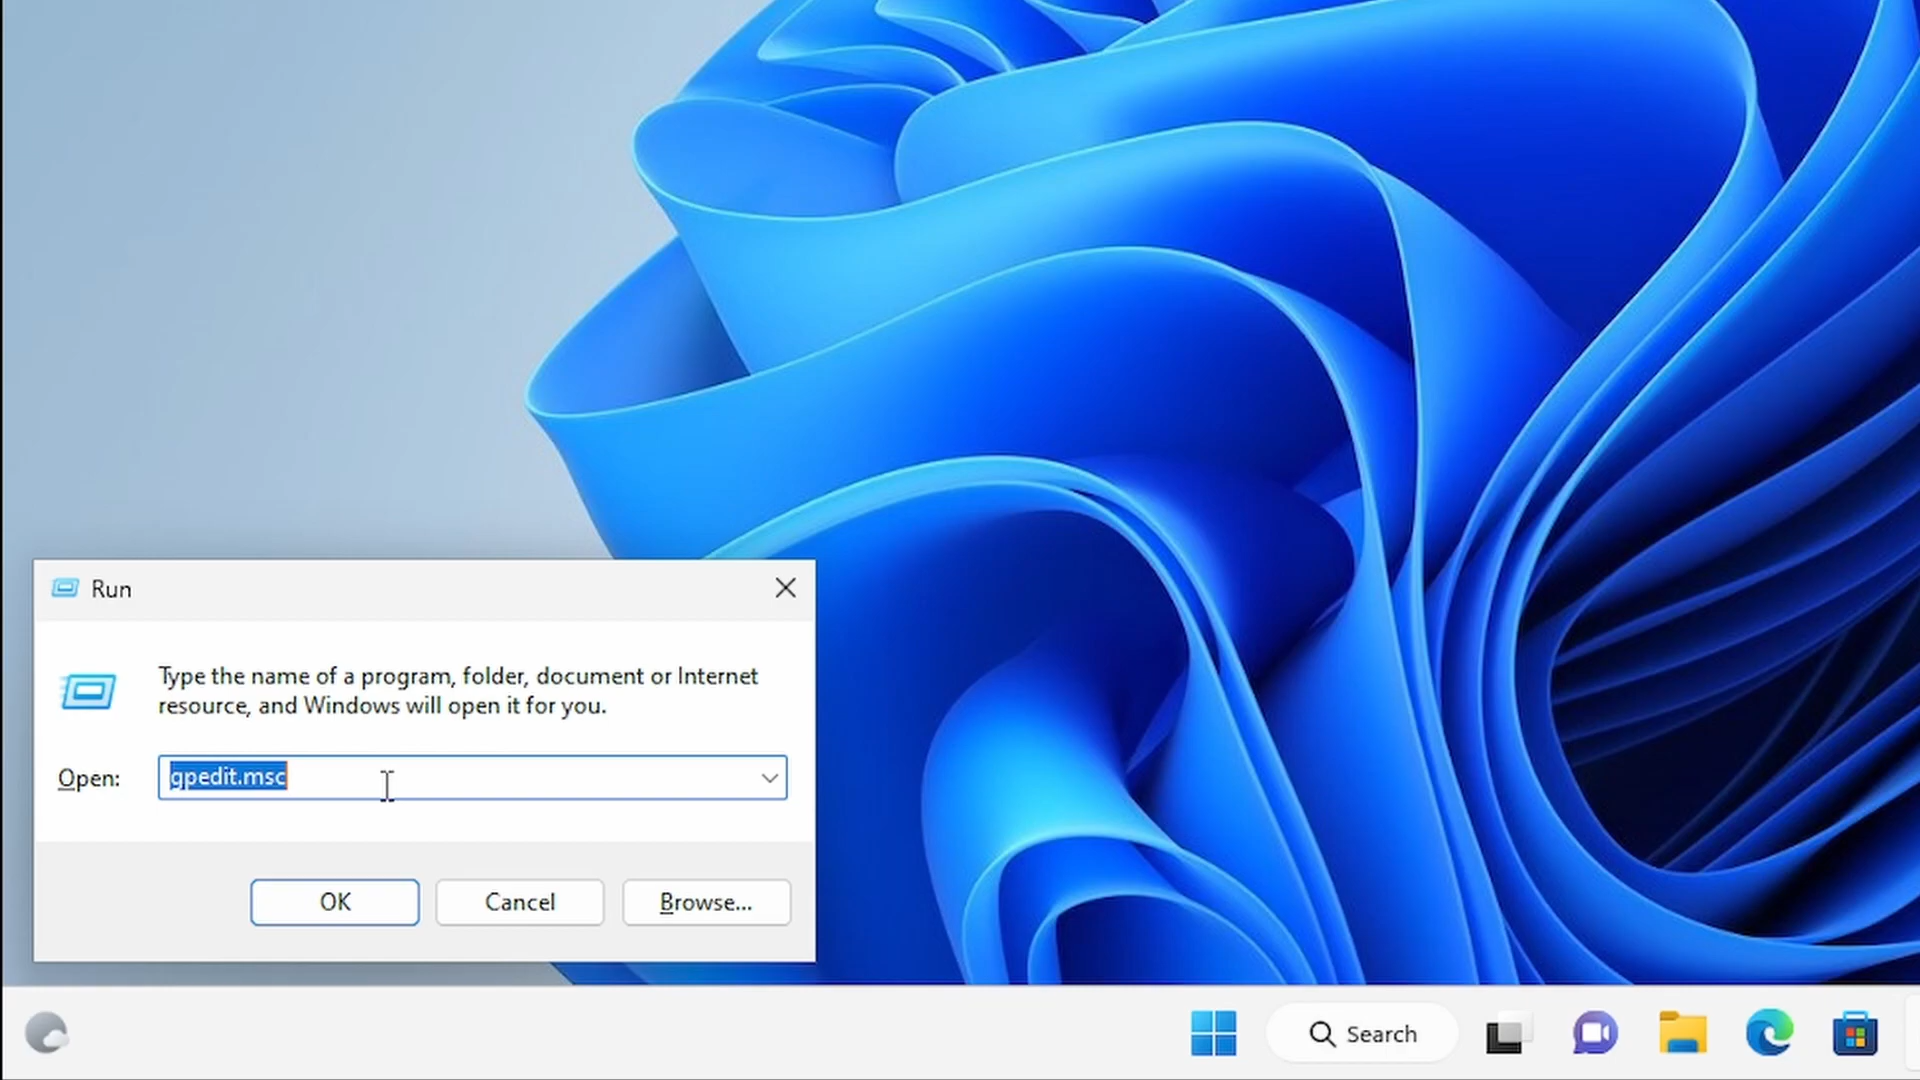 Run
Type the name of a program, folder, document or Internet
resource, and Windows will open it for you.
Open:
gpedit.msc
OK
Cancel
Browse...
Search